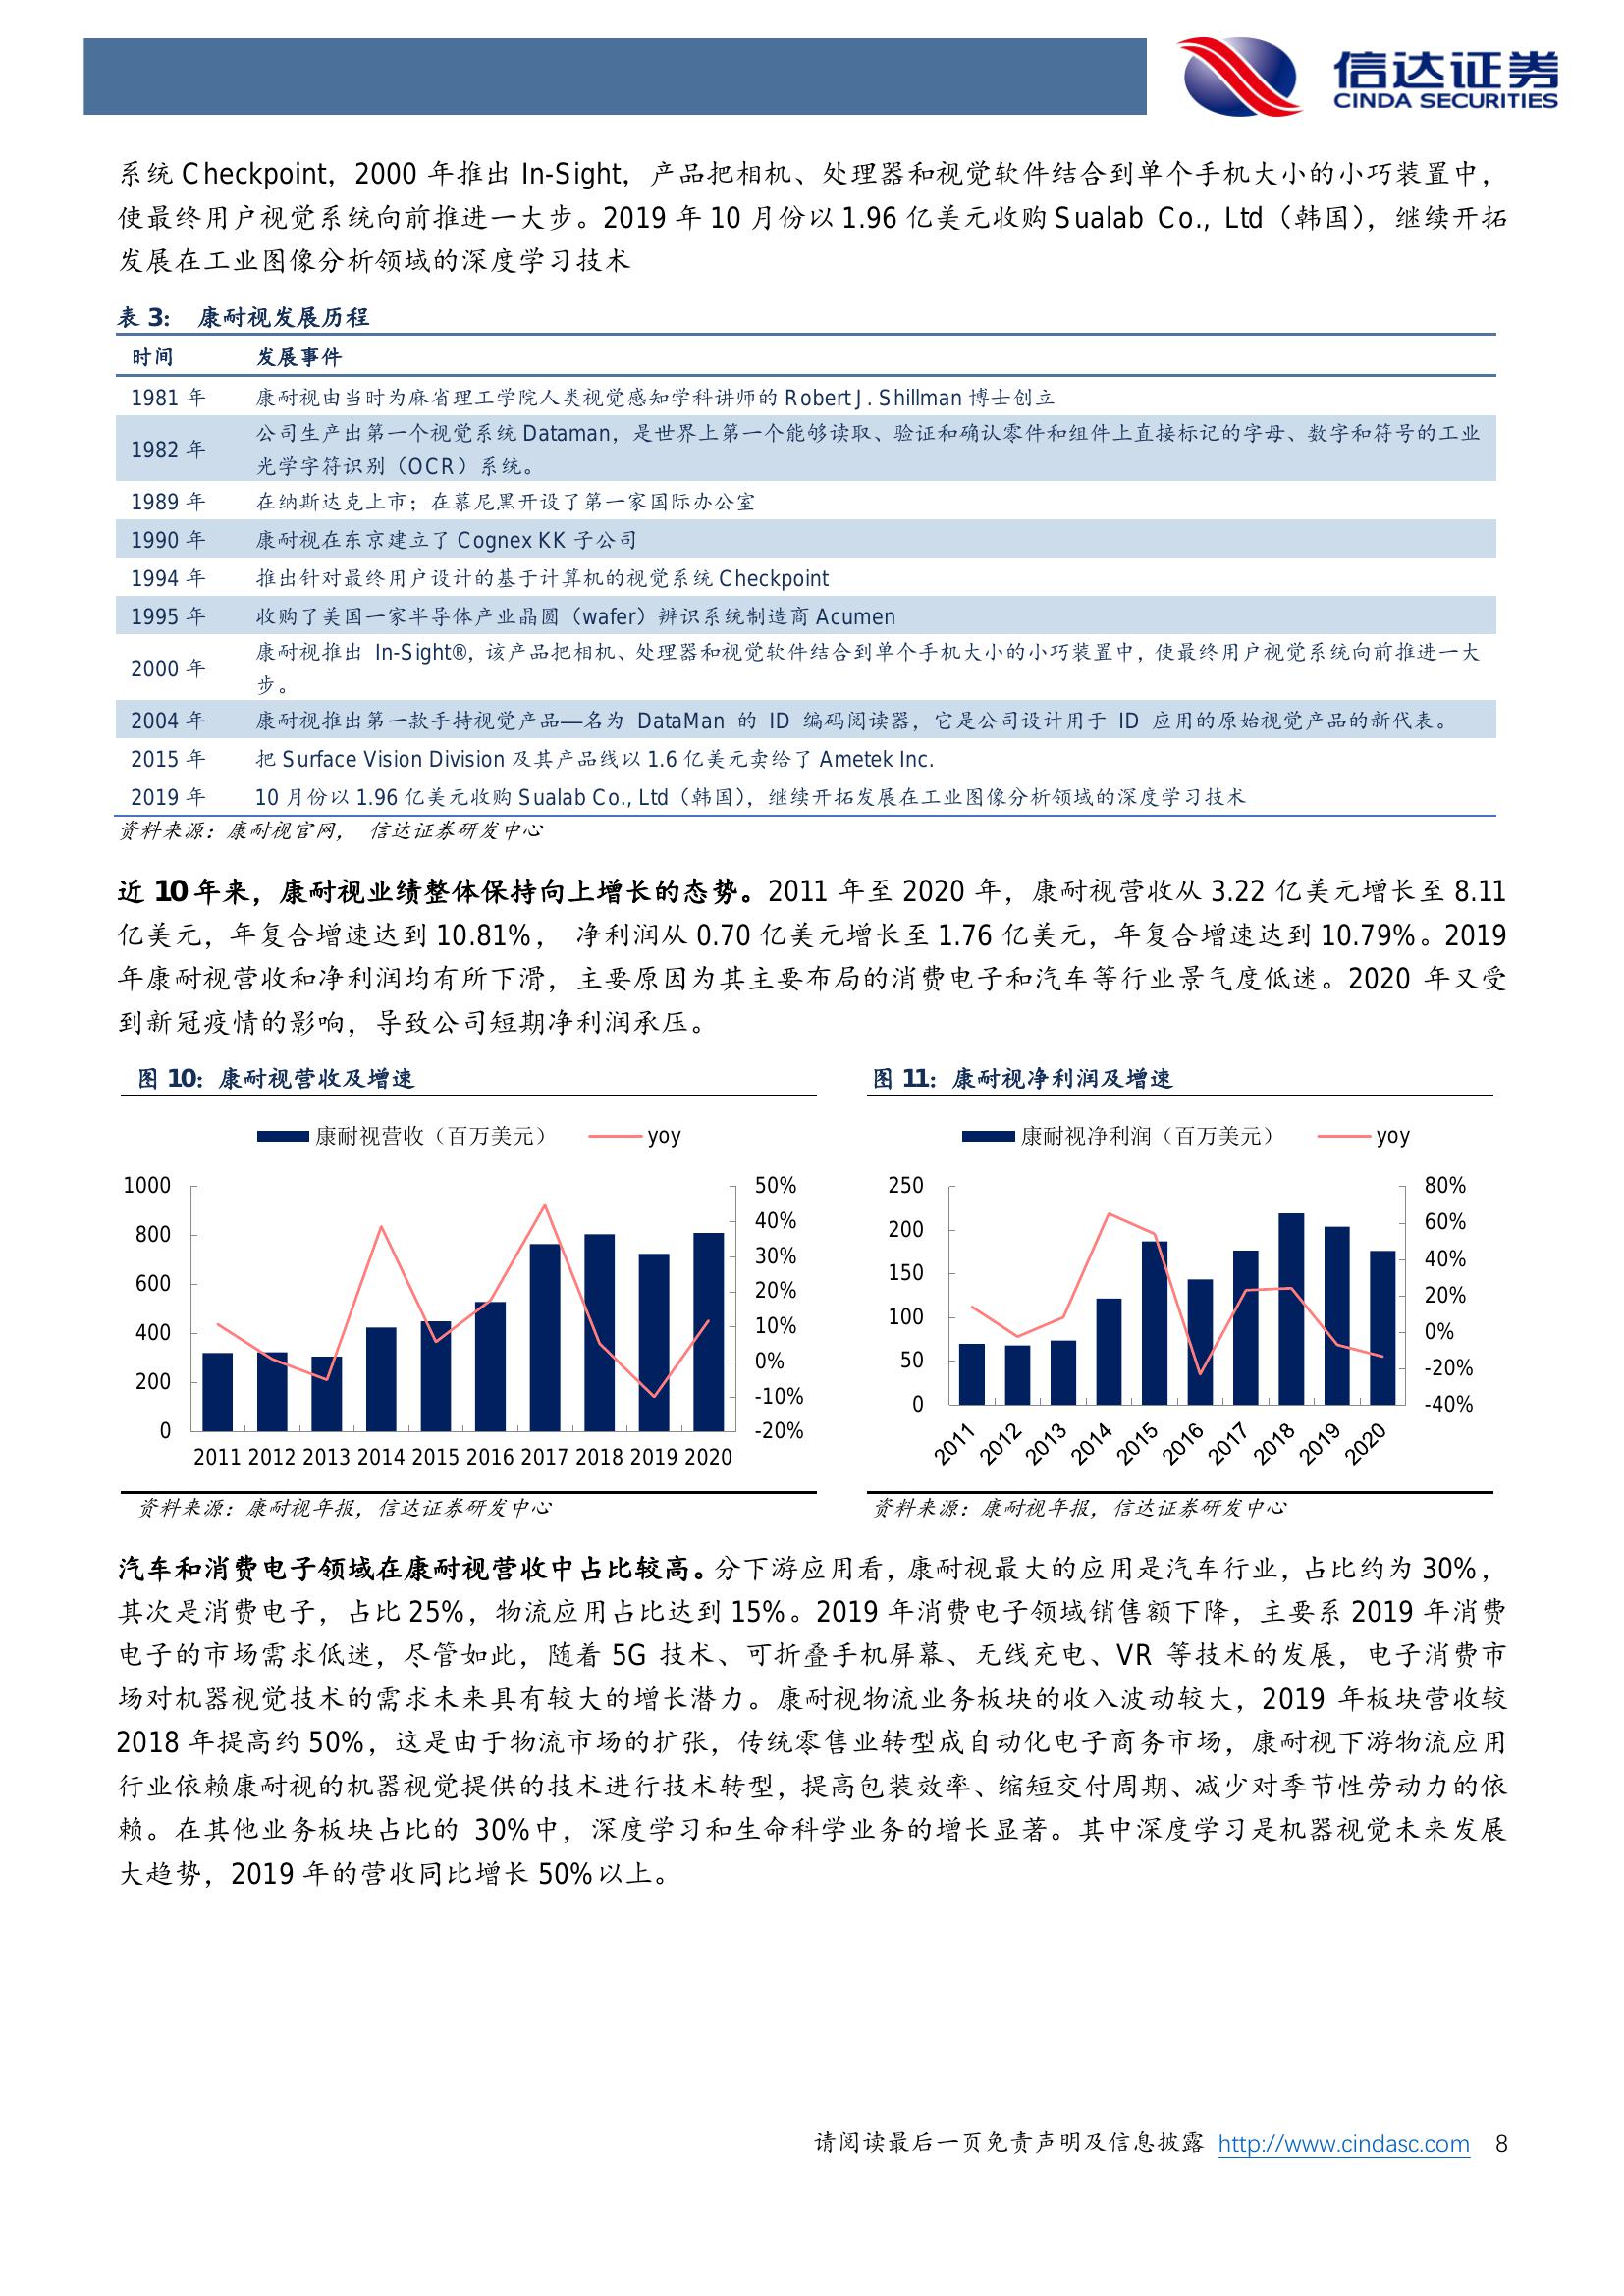 信达证券
CINDA SECURITIES
系统 Checkpoint，2000 年推出 In-Sight，产品把相机、处理器和视觉软件结合到单个手机大小的小巧装置中，
使最终用户视觉系统向前推进一大步。2019 年 10 月份以 1.96 亿美元收购 Sualab Co., Ltd（韩国），继续开拓
发展在工业图像分析领域的深度学习技术
表 3： 康耐视发展历程
时间 发展事件
1981 年 康耐视由当时为麻省理工学院人类视觉感知学科讲师的 Robert J. Shillman 博士创立
1982 年 公司生产出第一个视觉系统 Dataman，是世界上第一个能够读取、验证和确认零件和组件上直接标记的字母、数字和符号的工业
光学字符识别（OCR）系统。
1989 年 在纳斯达克上市；在慕尼黑开设了第一家国际办公室
1990 年 康耐视在东京建立了 Cognex KK 子公司
1994 年 推出针对最终用户设计的基于计算机的视觉系统 Checkpoint
1995 年 收购了美国一家半导体产业晶圆（wafer）辨识系统制造商 Acumen
2000 年 康耐视推出 In-Sight®，该产品把相机、处理器和视觉软件结合到单个手机大小的小巧装置中，使最终用户视觉系统向前推进一大
步。
2004 年 康耐视推出第一款手持视觉产品—名为 DataMan 的 ID 编码阅读器，它是公司设计用于 ID 应用的原始视觉产品的新代表。
2015 年 把 Surface Vision Division 及其产品线以 1.6 亿美元卖给了 Ametek Inc.
2019 年 10 月份以 1.96 亿美元收购 Sualab Co., Ltd（韩国），继续开拓发展在工业图像分析领域的深度学习技术
资料来源：康耐视官网， 信达证券研发中心
近 10 年来，康耐视业绩整体保持向上增长的态势。2011 年至 2020 年，康耐视营收从 3.22 亿美元增长至 8.11
亿美元，年复合增速达到 10.81%， 净利润从 0.70 亿美元增长至 1.76 亿美元，年复合增速达到 10.79%。2019
年康耐视营收和净利润均有所下滑，主要原因为其主要布局的消费电子和汽车等行业景气度低迷。2020 年又受
到新冠疫情的影响，导致公司短期净利润承压。
图 10：康耐视营收及增速
康耐视营收（百万美元） yoy
1000
800
600
400
200
0
50%
40%
30%
20%
10%
0%
-10%
-20%
2011 2012 2013 2014 2015 2016 2017 2018 2019 2020
资料来源：康耐视年报，信达证券研发中心
图 11：康耐视净利润及增速
康耐视净利润（百万美元） yoy
250
200
150
100
50
0
80%
60%
40%
20%
0%
-20%
-40%
2011 2012 2013 2014 2015 2016 2017 2018 2019 2020
资料来源：康耐视年报，信达证券研发中心
汽车和消费电子领域在康耐视营收中占比较高。分下游应用看，康耐视最大的应用是汽车行业，占比约为 30%，
其次是消费电子，占比 25%，物流应用占比达到 15%。2019 年消费电子领域销售额下降，主要系 2019 年消费
电子的市场需求低迷，尽管如此，随着 5G 技术、可折叠手机屏幕、无线充电、VR 等技术的发展，电子消费市
场对机器视觉技术的需求未来具有较大的增长潜力。康耐视物流业务板块的收入波动较大，2019 年板块营收较
2018 年提高约 50%，这是由于物流市场的扩张，传统零售业转型成自动化电子商务市场，康耐视下游物流应用
行业依赖康耐视的机器视觉提供的技术进行技术转型，提高包装效率、缩短交付周期、减少对季节性劳动力的依
赖。在其他业务板块占比的 30%中，深度学习和生命科学业务的增长显著。其中深度学习是机器视觉未来发展
大趋势，2019 年的营收同比增长 50%以上。
请阅读最后一页免责声明及信息披露 http://www.cindasc.com 8